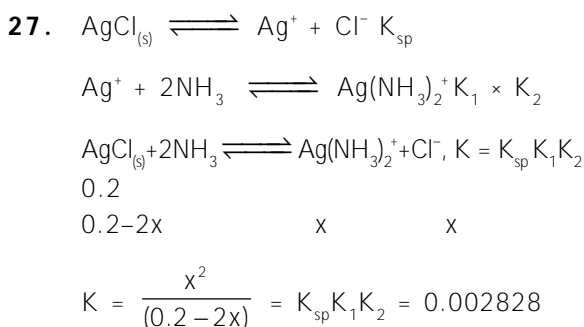 27. AgCl(s) ⇌ Ag⁺ + Cl⁻ Kₛₚ
Ag⁺ + 2NH₃ ⇌ Ag(NH₃)₂⁺ K₁ × K₂
AgCl(s)+2NH₃ ⇌ Ag(NH₃)₂⁺+Cl⁻, K = KₛₚK₁K₂
0.2
0.2–2x x x
K = x² / (0.2 – 2x) = KₛₚK₁K₂ = 0.002828